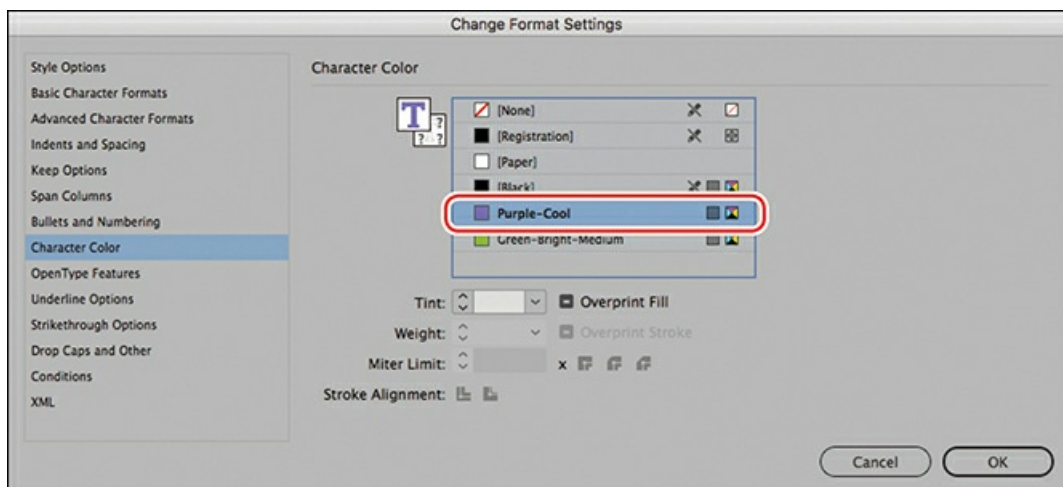 Change Format Settings
Style Options
Basic Character Formats
Advanced Character Formats
Indents and Spacing
Keep Options
Span Columns
Bullets and Numbering
Character Color
OpenType Features
Underline Options
Strikethrough Options
Drop Caps and Other
Conditions
XML
Character Color
T
?
? ?
[None]
[Registration]
[Paper]
[Black]
Purple-Cool
Green-Bright-Medium
Tint:
Overprint Fill
Weight:
Overprint Stroke
Miter Limit:
x
Stroke Alignment:
Cancel
OK